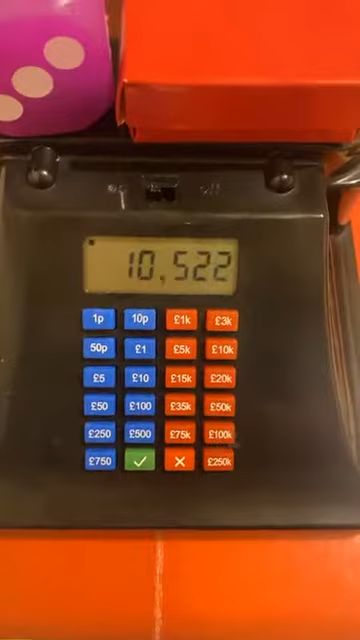 10,522
1p 10p £1k £3k
50p £1 £5k £10k
£5 £10 £15k £20k
£50 £100 £35k £50k
£250 £500 £75k £100k
£750 ✓ ✕ £250k